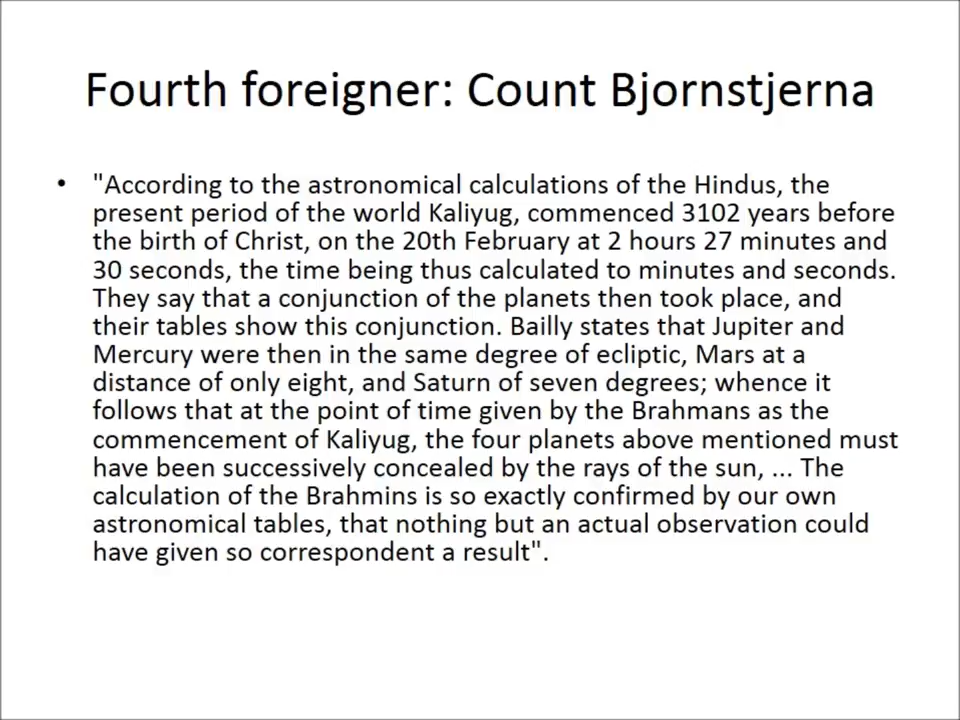 Fourth foreigner: Count Bjornstjerna
• "According to the astronomical calculations of the Hindus, the
present period of the world Kaliyug, commenced 3102 years before
the birth of Christ, on the 20th February at 2 hours 27 minutes and
30 seconds, the time being thus calculated to minutes and seconds.
They say that a conjunction of the planets then took place, and
their tables show this conjunction. Bailly states that Jupiter and
Mercury were then in the same degree of ecliptic, Mars at a
distance of only eight, and Saturn of seven degrees; whence it
follows that at the point of time given by the Brahmans as the
commencement of Kaliyug, the four planets above mentioned must
have been successively concealed by the rays of the sun, ... The
calculation of the Brahmins is so exactly confirmed by our own
astronomical tables, that nothing but an actual observation could
have given so correspondent a result".